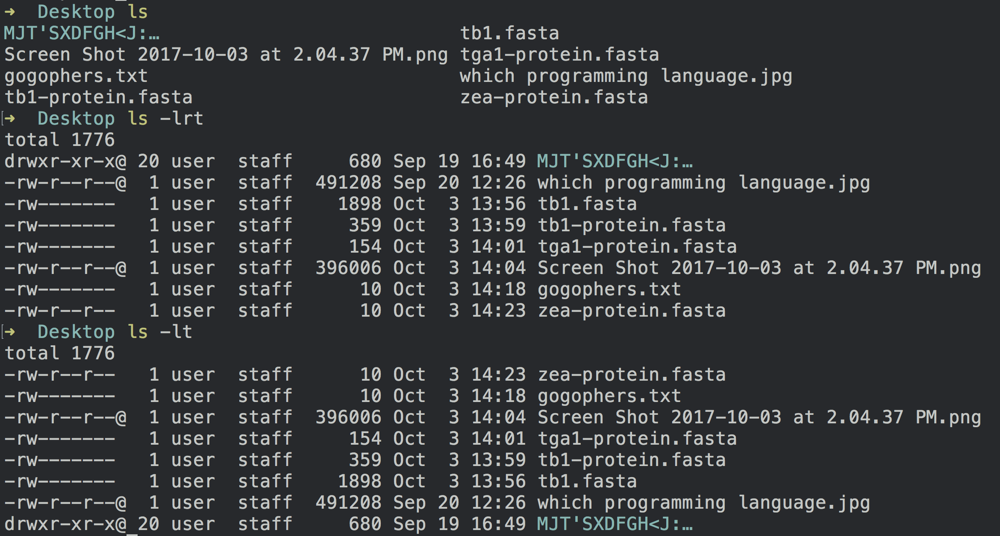 ➜  Desktop ls
MJT'SXDFGH<J:…                           tb1.fasta
Screen Shot 2017-10-03 at 2.04.37 PM.png tga1-protein.fasta
gogophers.txt                            which programming language.jpg
tb1-protein.fasta                        zea-protein.fasta
➜  Desktop ls -lrt
total 1776
drwxr-xr-x@ 20 user  staff     680 Sep 19 16:49 MJT'SXDFGH<J:…
-rw-r--r--@  1 user  staff  491208 Sep 20 12:26 which programming language.jpg
-rw-------   1 user  staff    1898 Oct  3 13:56 tb1.fasta
-rw-------   1 user  staff     359 Oct  3 13:59 tb1-protein.fasta
-rw-------   1 user  staff     154 Oct  3 14:01 tga1-protein.fasta
-rw-r--r--@  1 user  staff  396006 Oct  3 14:04 Screen Shot 2017-10-03 at 2.04.37 PM.png
-rw-------   1 user  staff      10 Oct  3 14:18 gogophers.txt
-rw-r--r--   1 user  staff      10 Oct  3 14:23 zea-protein.fasta
➜  Desktop ls -lt
total 1776
-rw-r--r--   1 user  staff      10 Oct  3 14:23 zea-protein.fasta
-rw-------   1 user  staff      10 Oct  3 14:18 gogophers.txt
-rw-r--r--@  1 user  staff  396006 Oct  3 14:04 Screen Shot 2017-10-03 at 2.04.37 PM.png
-rw-------   1 user  staff     154 Oct  3 14:01 tga1-protein.fasta
-rw-------   1 user  staff     359 Oct  3 13:59 tb1-protein.fasta
-rw-------   1 user  staff    1898 Oct  3 13:56 tb1.fasta
-rw-r--r--@  1 user  staff  491208 Sep 20 12:26 which programming language.jpg
drwxr-xr-x@ 20 user  staff     680 Sep 19 16:49 MJT'SXDFGH<J:…